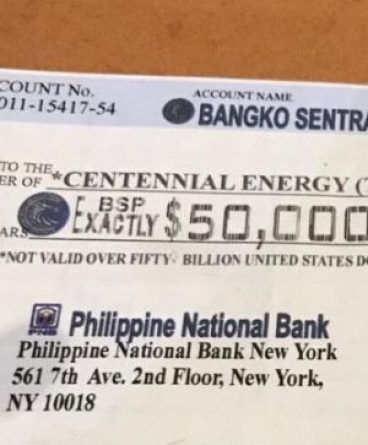 COUNT No.
011-15417-54
ACCOUNT NAME
BANGKO SENTRA
TO THE
ER OF *CENTENNIAL ENERGY (
BSP
EXACTLY $50,000
ARS
*NOT VALID OVER FIFTY BILLION UNITED STATES D
PNB Philippine National Bank
Philippine National Bank New York
561 7th Ave. 2nd Floor, New York,
NY 10018